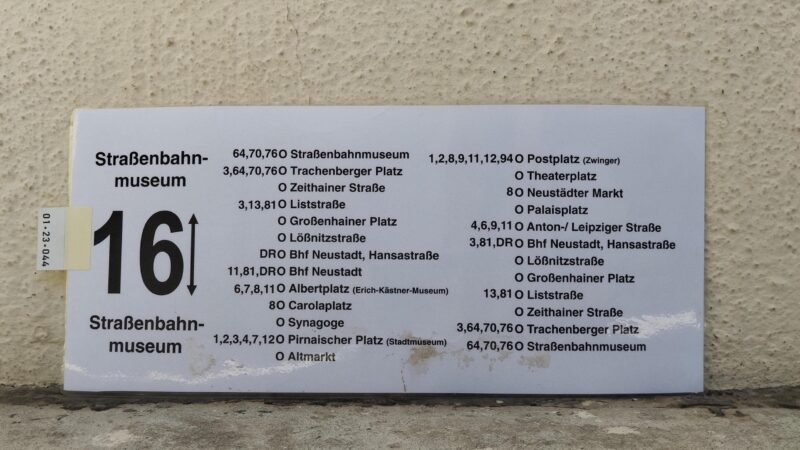 Straßenbahn-
museum
16
Straßenbahn-
museum
01-23-044
64,70,76 O Straßenbahnmuseum
3,64,70,76 O Trachenberger Platz
O Zeithainer Straße
3,13,81 O Liststraße
O Großenhainer Platz
O Lößnitzstraße
DR O Bhf Neustadt, Hansastraße
11,81,DR O Bhf Neustadt
6,7,8,11 O Albertplatz (Erich-Kästner-Museum)
8 O Carolaplatz
O Synagoge
1,2,3,4,7,12 O Pirnaischer Platz (Stadtmuseum)
O Altmarkt
1,2,8,9,11,12,94 O Postplatz (Zwinger)
O Theaterplatz
8 O Neustädter Markt
O Palaisplatz
4,6,9,11 O Anton-/ Leipziger Straße
3,81,DR O Bhf Neustadt, Hansastraße
O Lößnitzstraße
O Großenhainer Platz
13,81 O Liststraße
O Zeithainer Straße
3,64,70,76 O Trachenberger Platz
64,70,76 O Straßenbahnmuseum